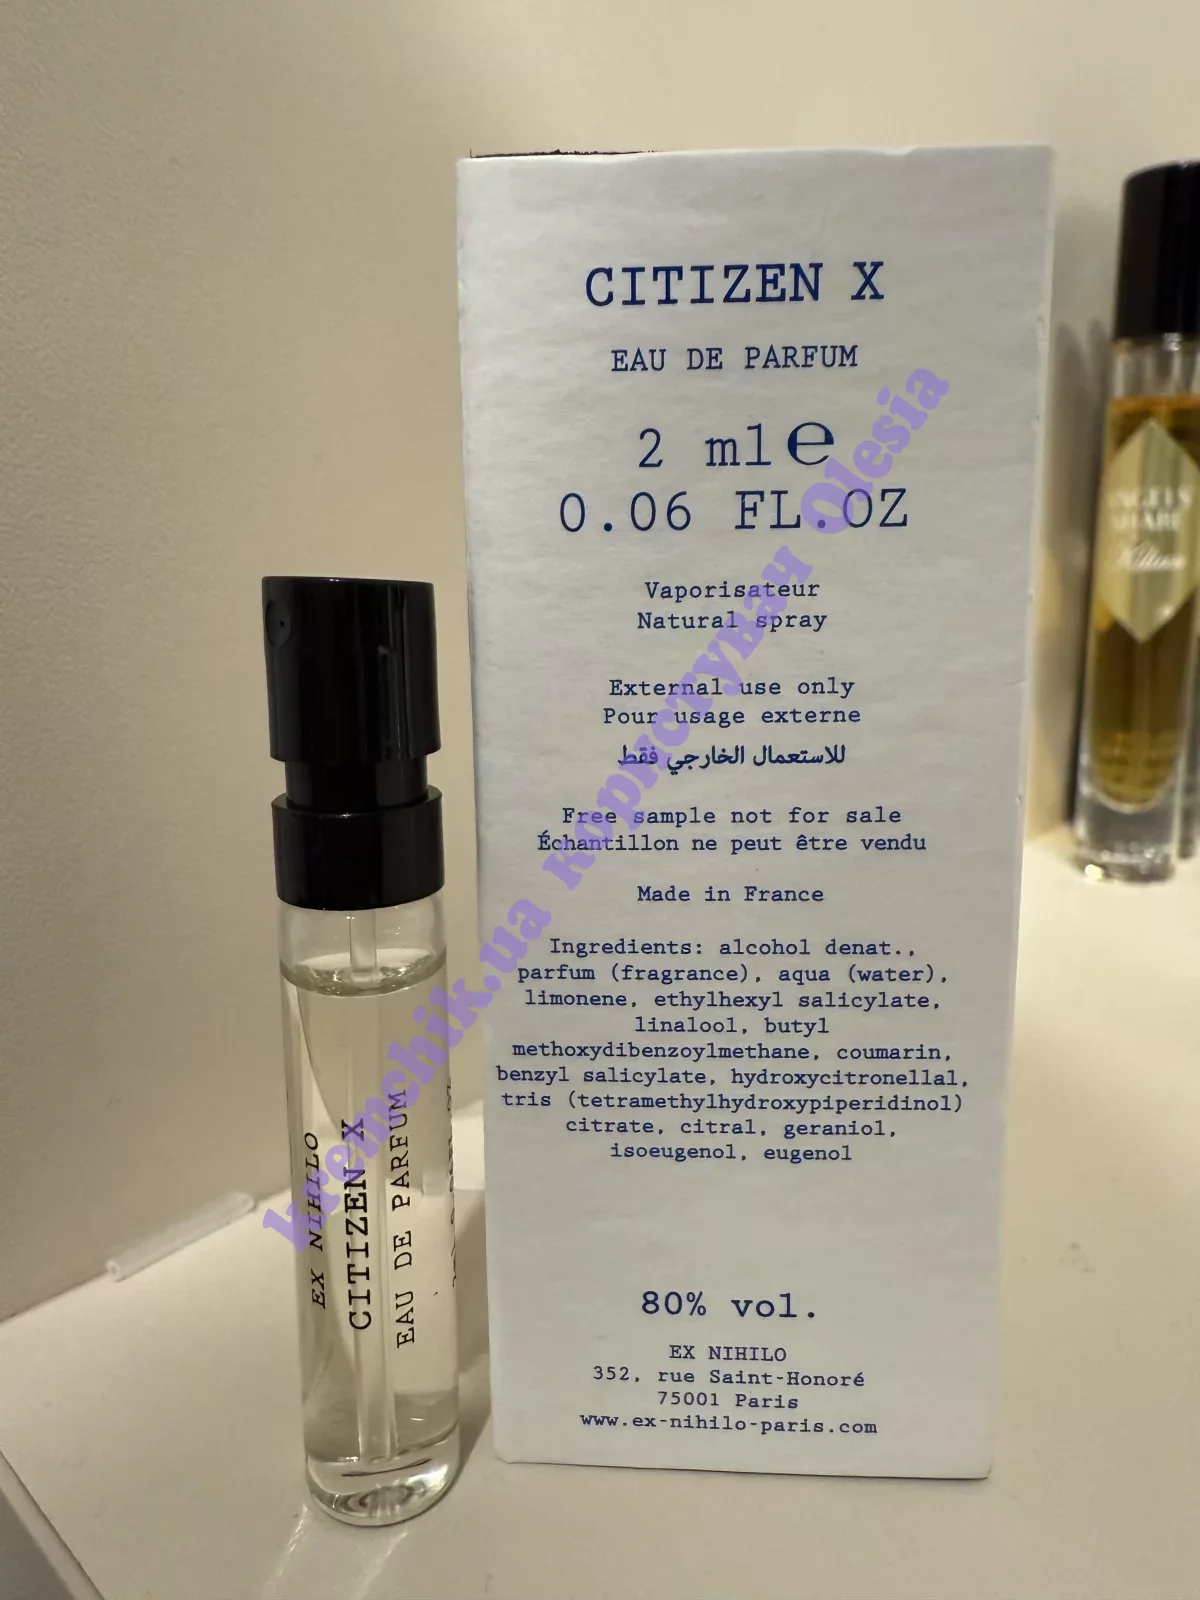 CITIZEN X
EAU DE PARFUM
2 ml e
0.06 FL.OZ
Vaporisateur
Natural spray
External use only
Pour usage externe
للاستعمال الخارجي فقط
Free sample not for sale
Échantillon ne peut être vendu
Made in France
Ingredients: alcohol denat.,
parfum (fragrance), aqua (water),
limonene, ethylhexyl salicylate,
linalool, butyl
methoxydibenzoylmethane, coumarin,
benzyl salicylate, hydroxycitronellal,
tris (tetramethylhydroxypiperidinol)
citrate, citral, geraniol,
isoeugenol, eugenol
80% vol.
EX NIHILO
352, rue Saint-Honoré
75001 Paris
www.ex-nihilo-paris.com
EX NIHILO
CITIZEN X
EAU DE PARFUM
ANGELS
SHARE
Kilian
kremchik.ua користувач Olesia